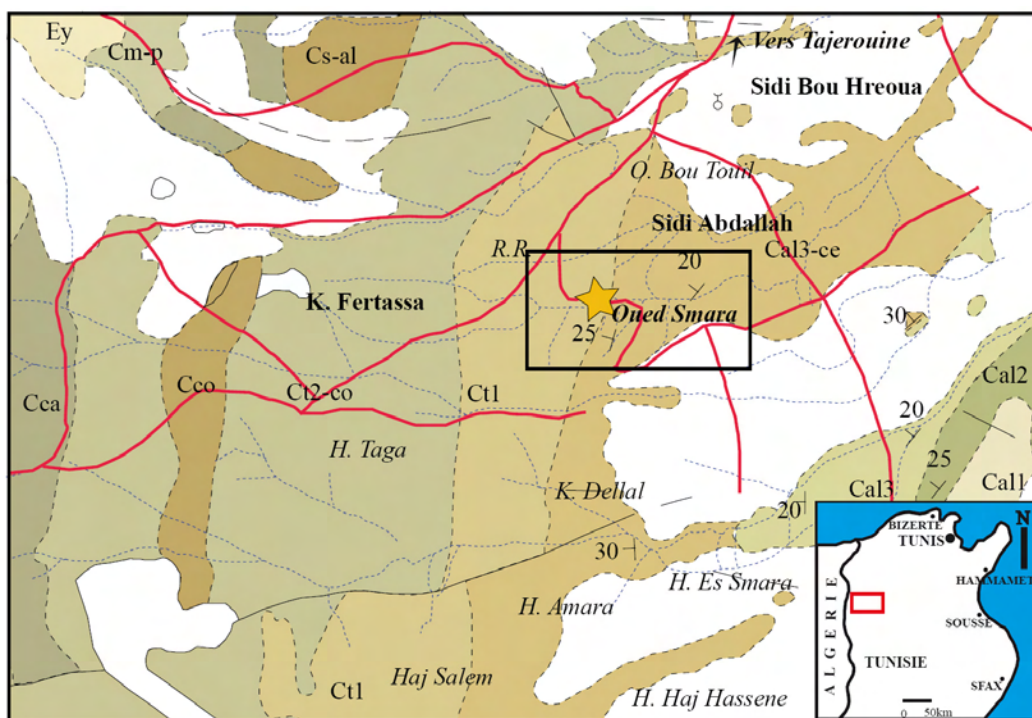 Ey
Cm-p
Cs-al
Vers Tajerouine
Sidi Bou Hreoua
O. Bou Touil
Sidi Abdallah
R.R.
20
Cal3-ce
K. Fertassa
Oued Smara
25
30
Cca
Cco
Ct2-co
Ct1
Cal2
20
H. Taga
25
K. Dellal
Cal3
Cal1
20
30
H. Es Smara
H. Amara
Haj Salem
Ct1
H. Haj Hassene
N
BIZERTE
TUNIS
HAMMAMET
ALGERIE
SOUSSE
TUNISIE
SFAX
0 50km